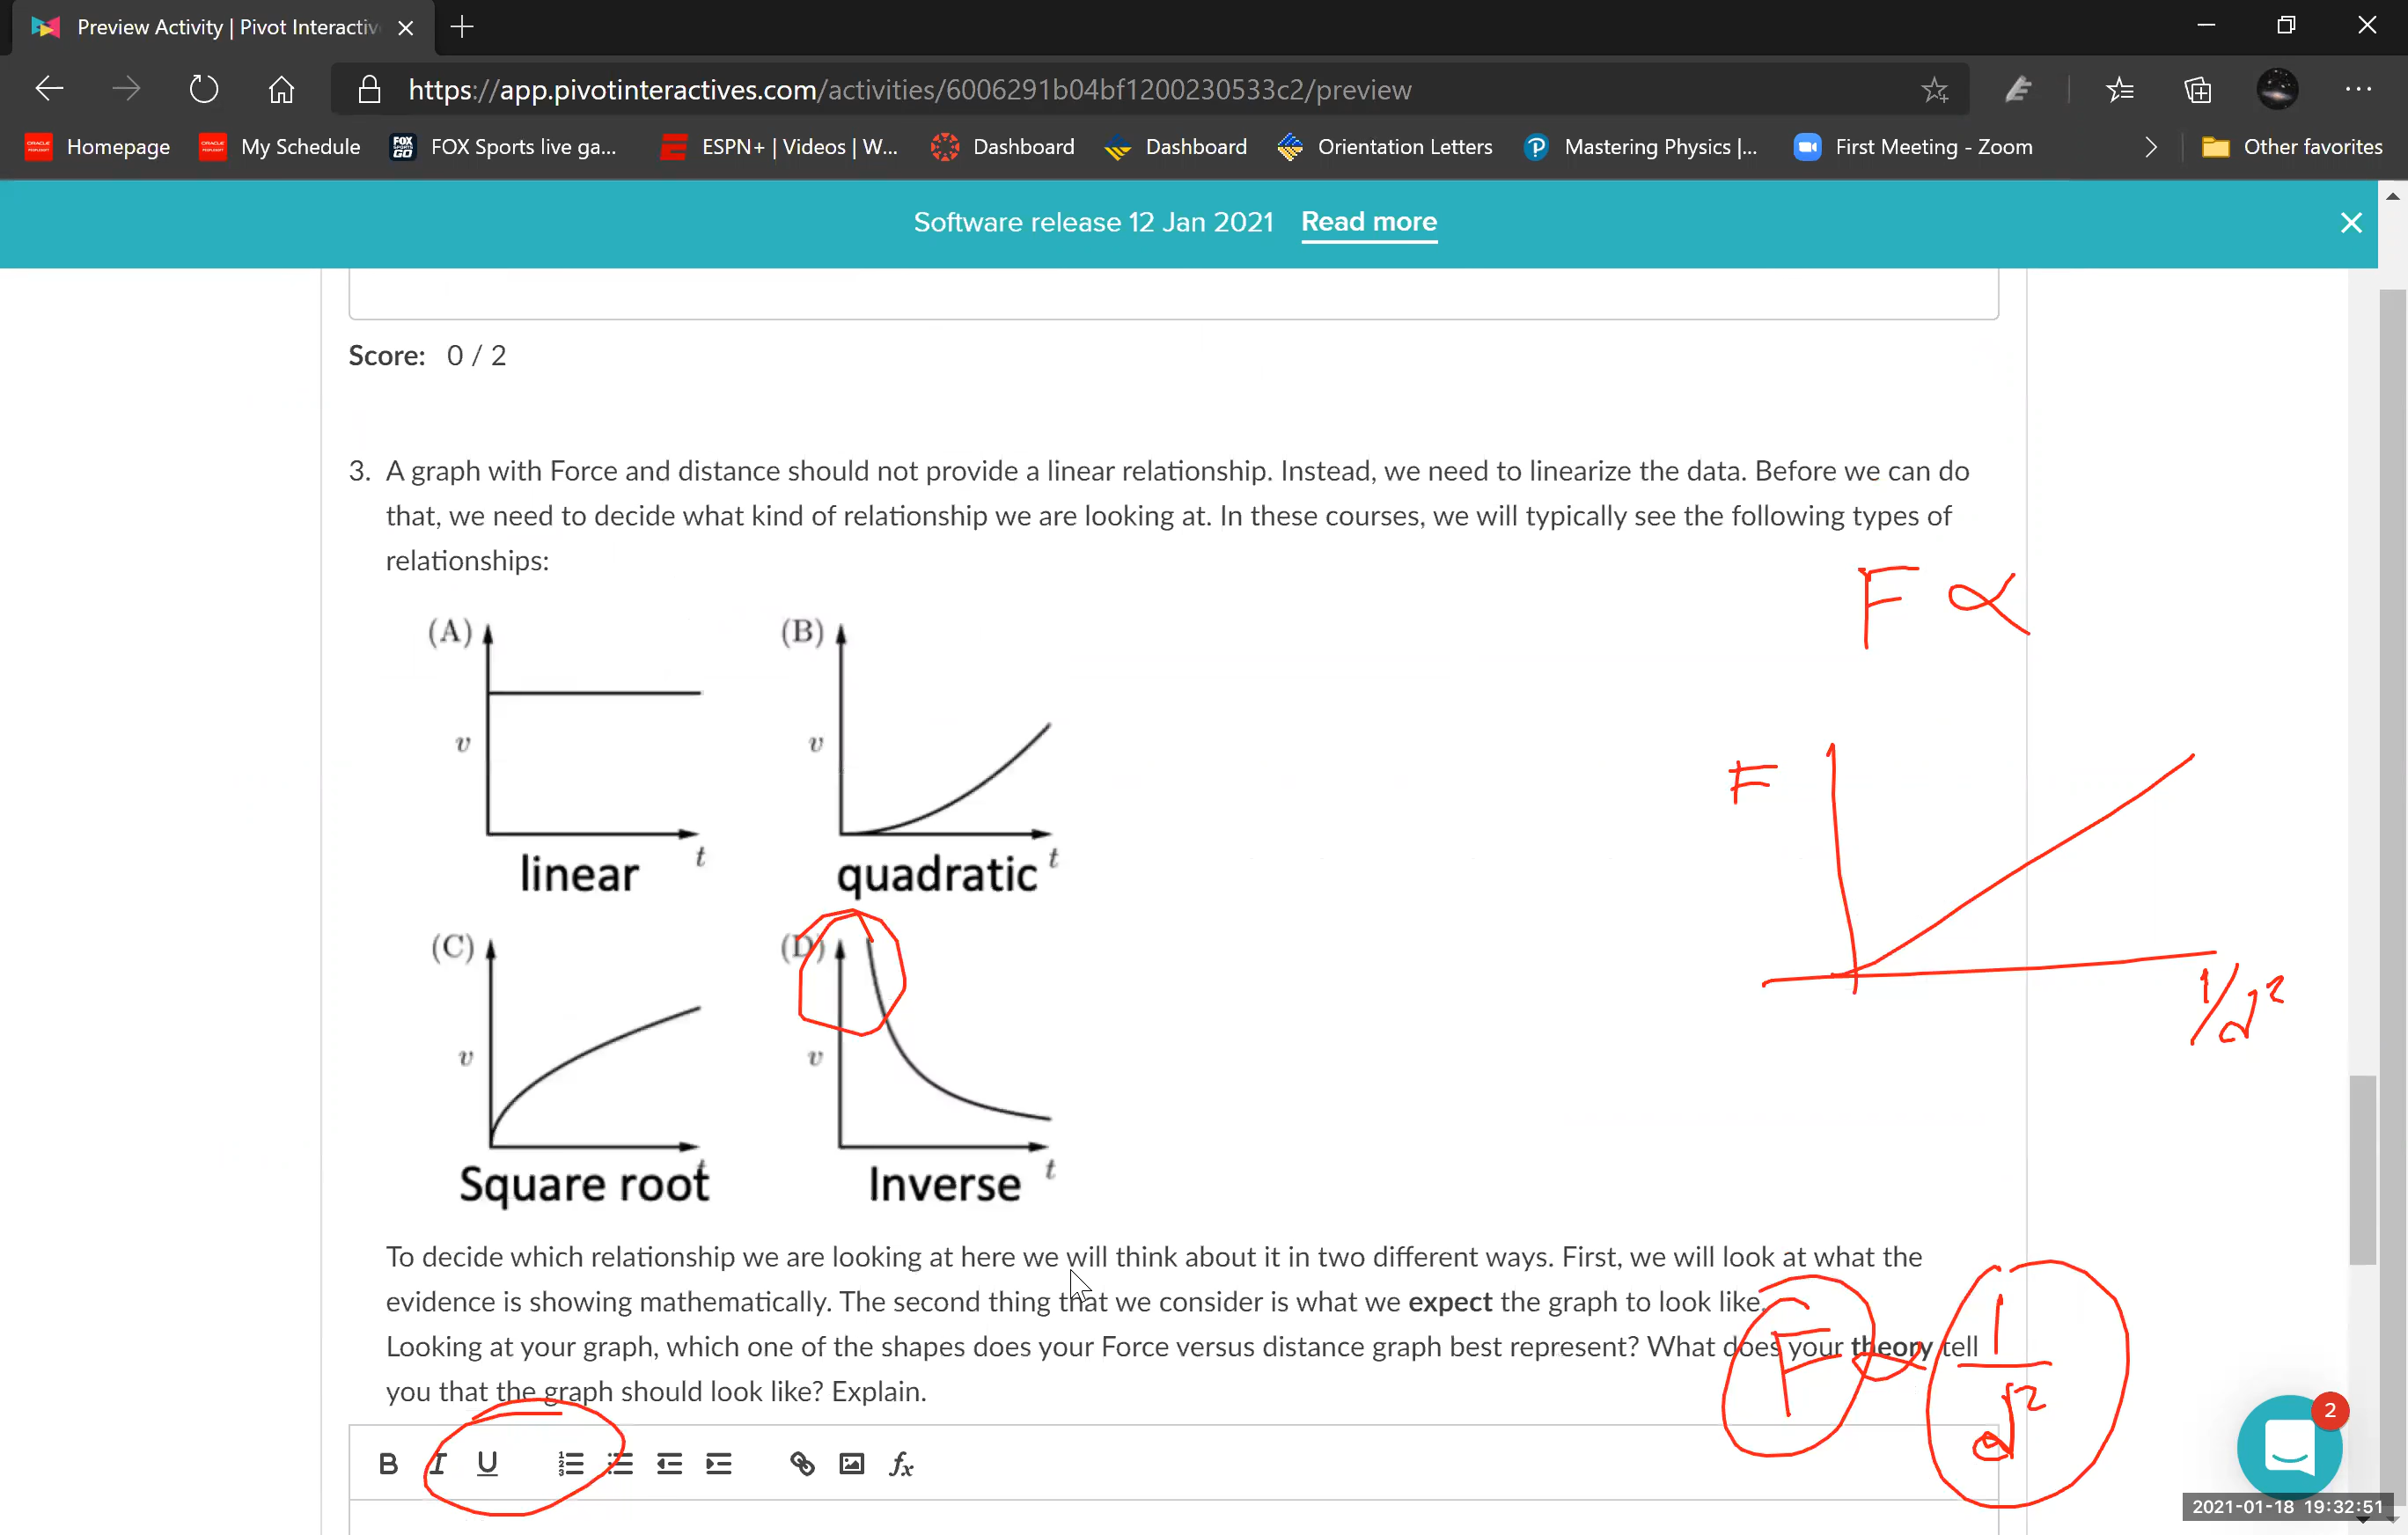 Preview Activity | Pivot Interactiv
https://app.pivotinteractives.com/activities/6006291b04bf1200230533c2/preview
Homepage My Schedule FOX Sports live ga... ESPN+ | Videos | W... Dashboard Dashboard Orientation Letters Mastering Physics |... First Meeting - Zoom Other favorites
Software release 12 Jan 2021 Read more
Score: 0 / 2
3. A graph with Force and distance should not provide a linear relationship. Instead, we need to linearize the data. Before we can do
that, we need to decide what kind of relationship we are looking at. In these courses, we will typically see the following types of
relationships:
F ∝
(A) (B)
v v
F
t t
linear quadratic
(C) (D)
1/d²
v v
t t
Square root Inverse
To decide which relationship we are looking at here we will think about it in two different ways. First, we will look at what the
evidence is showing mathematically. The second thing that we consider is what we expect the graph to look like.
Looking at your graph, which one of the shapes does your Force versus distance graph best represent? What does your theory tell
you that the graph should look like? Explain.
F ∝ 1/d²
B I U fx
2
2021-01-18 19:32:51